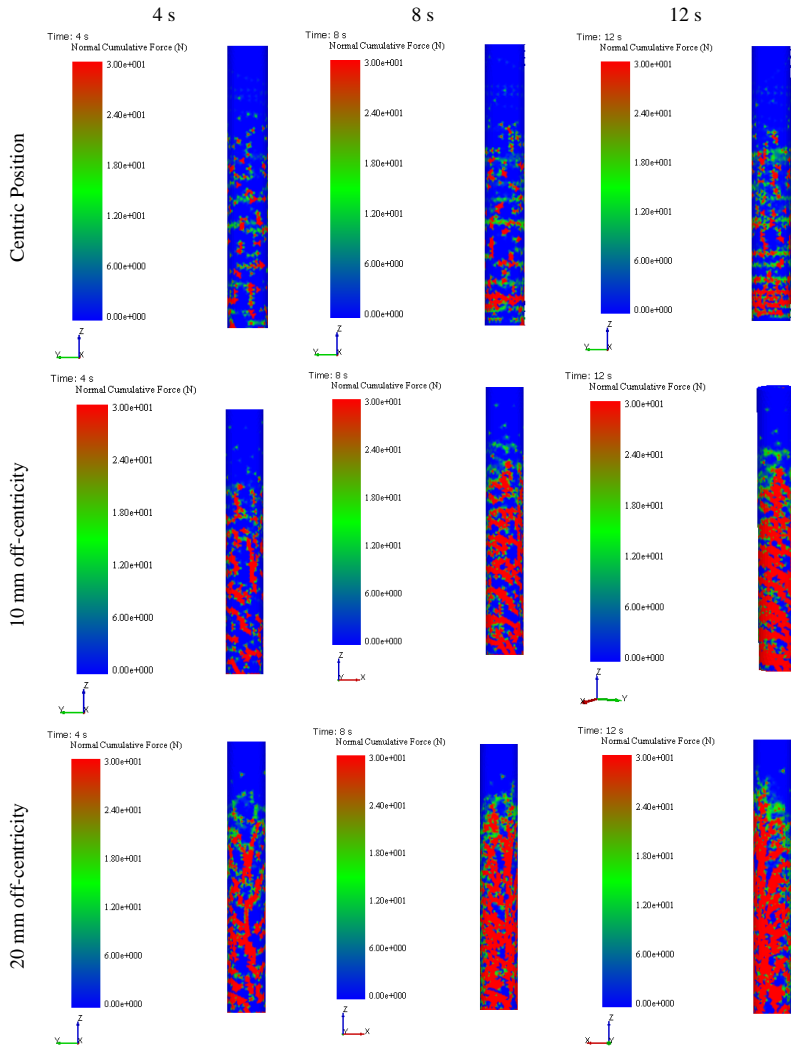 4 s
8 s
12 s
Centric Position
Time: 4 s
Normal Cumulative Force (N)
3.00e+001
2.40e+001
1.80e+001
1.20e+001
6.00e+000
0.00e+000
Z
Y
X
Time: 8 s
Normal Cumulative Force (N)
3.00e+001
2.40e+001
1.80e+001
1.20e+001
6.00e+000
0.00e+000
Z
Y
X
Time: 12 s
Normal Cumulative Force (N)
3.00e+001
2.40e+001
1.80e+001
1.20e+001
6.00e+000
0.00e+000
Z
Y
X
10 mm off-centricity
Time: 4 s
Normal Cumulative Force (N)
3.00e+001
2.40e+001
1.80e+001
1.20e+001
6.00e+000
0.00e+000
Z
Y
X
Time: 8 s
Normal Cumulative Force (N)
3.00e+001
2.40e+001
1.80e+001
1.20e+001
6.00e+000
0.00e+000
Z
Y
X
Time: 12 s
Normal Cumulative Force (N)
3.00e+001
2.40e+001
1.80e+001
1.20e+001
6.00e+000
0.00e+000
Z
X
Y
20 mm off-centricity
Time: 4 s
Normal Cumulative Force (N)
3.00e+001
2.40e+001
1.80e+001
1.20e+001
6.00e+000
0.00e+000
Z
Y
X
Time: 8 s
Normal Cumulative Force (N)
3.00e+001
2.40e+001
1.80e+001
1.20e+001
6.00e+000
0.00e+000
Z
Y
X
Time: 12 s
Normal Cumulative Force (N)
3.00e+001
2.40e+001
1.80e+001
1.20e+001
6.00e+000
0.00e+000
Z
X
Y